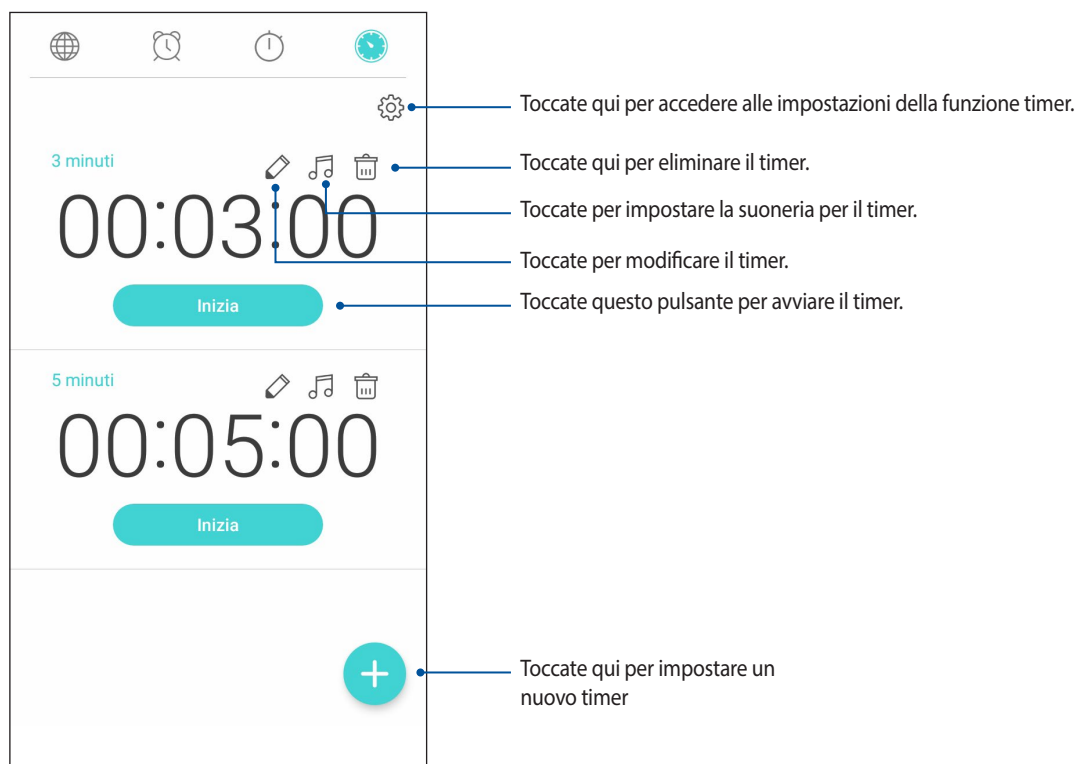 Toccate qui per accedere alle impostazioni della funzione timer.
3 minuti
Toccate qui per eliminare il timer.
00:03:00
Toccate per impostare la suoneria per il timer.
Toccate per modificare il timer.
Inizia
Toccate questo pulsante per avviare il timer.
5 minuti
00:05:00
Inizia
Toccate qui per impostare un
nuovo timer